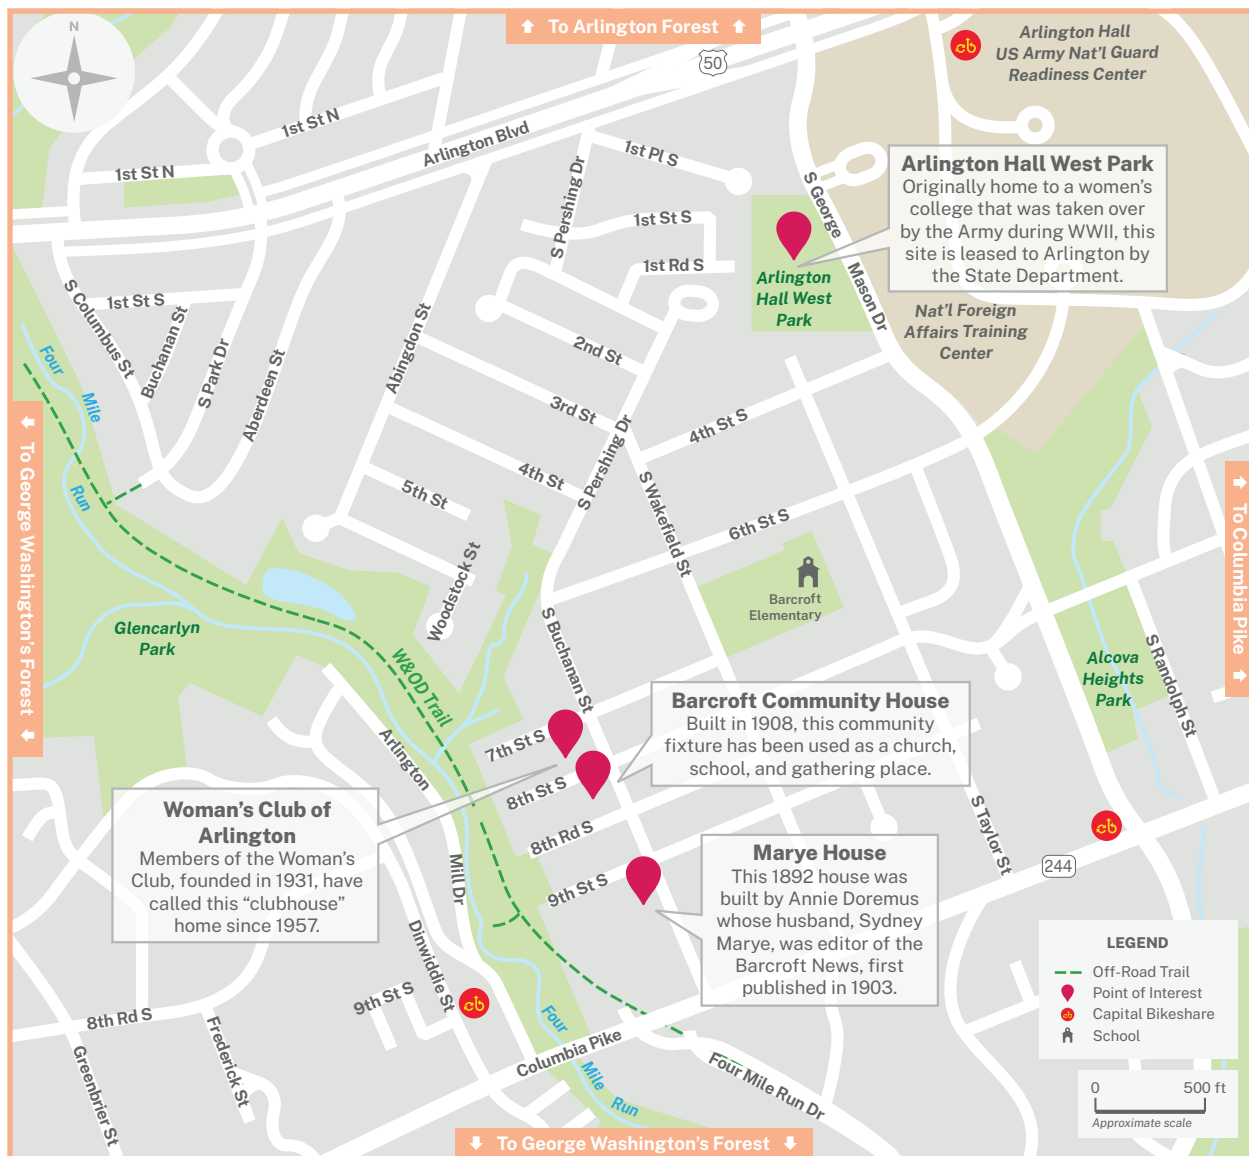 N
To Arlington Forest
50
Arlington Hall
US Army Nat'l Guard
Readiness Center
1st St N
1st St N
Arlington Blvd
1st Pl S
S Pershing Dr
S George
Mason Dr
Arlington Hall West Park
Originally home to a women's
college that was taken over
by the Army during WWII, this
site is leased to Arlington by
the State Department.
1st St S
1st Rd S
Arlington
Hall West
Park
Nat'l Foreign
Affairs Training
Center
S Columbus St
1st St S
Buchanan St
S Park Dr
Aberdeen St
Abingdon St
2nd St
3rd St
4th St
5th St
S Pershing Dr
4th St S
S Wakefield St
6th St S
Four
Mile
Run
To George Washington's Forest
To Columbia Pike
Barcroft
Elementary
Woodstock St
S Buchanan St
Glencarlyn
Park
W&OD Trail
Alcova
Heights
Park
S Randolph St
Barcroft Community House
Built in 1908, this community
fixture has been used as a church,
school, and gathering place.
7th St S
8th St S
8th Rd S
9th St S
Arlington
Mill Dr
Woman's Club of
Arlington
Members of the Woman's
Club, founded in 1931, have
called this “clubhouse”
home since 1957.
S Taylor St
244
Marye House
This 1892 house was
built by Annie Doremus
whose husband, Sydney
Marye, was editor of the
Barcroft News, first
published in 1903.
Dinwiddie St
9th St S
8th Rd S
Frederick St
Greenbrier St
Columbia Pike
Four
Mile
Run
Four Mile Run Dr
LEGEND
Off-Road Trail
Point of Interest
Capital Bikeshare
School
0 500 ft
Approximate scale
To George Washington's Forest